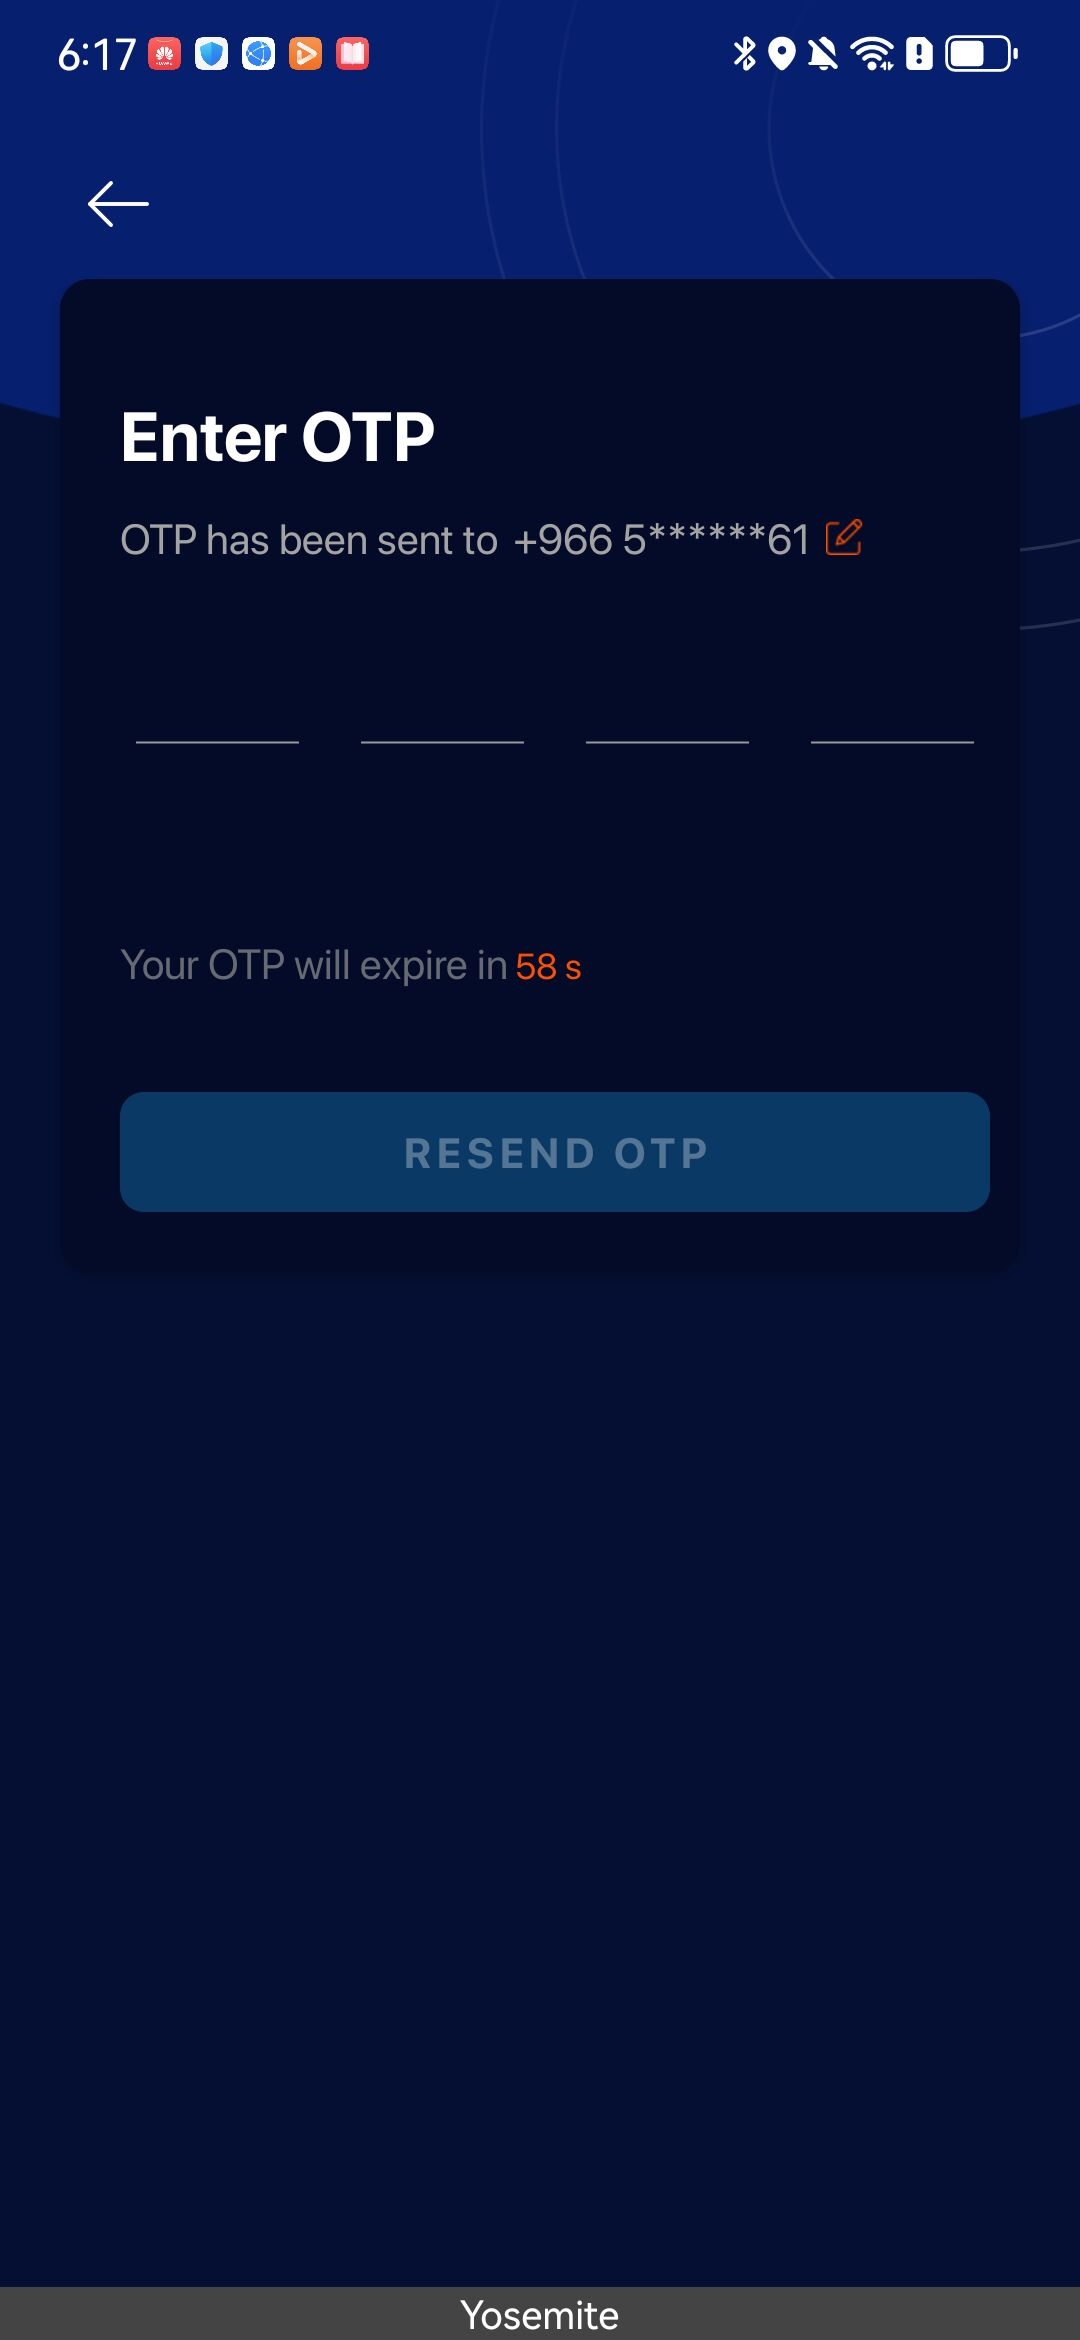 6:17
Enter OTP
OTP has been sent to +966 5******61
Your OTP will expire in 58 s
RESEND OTP
Yosemite